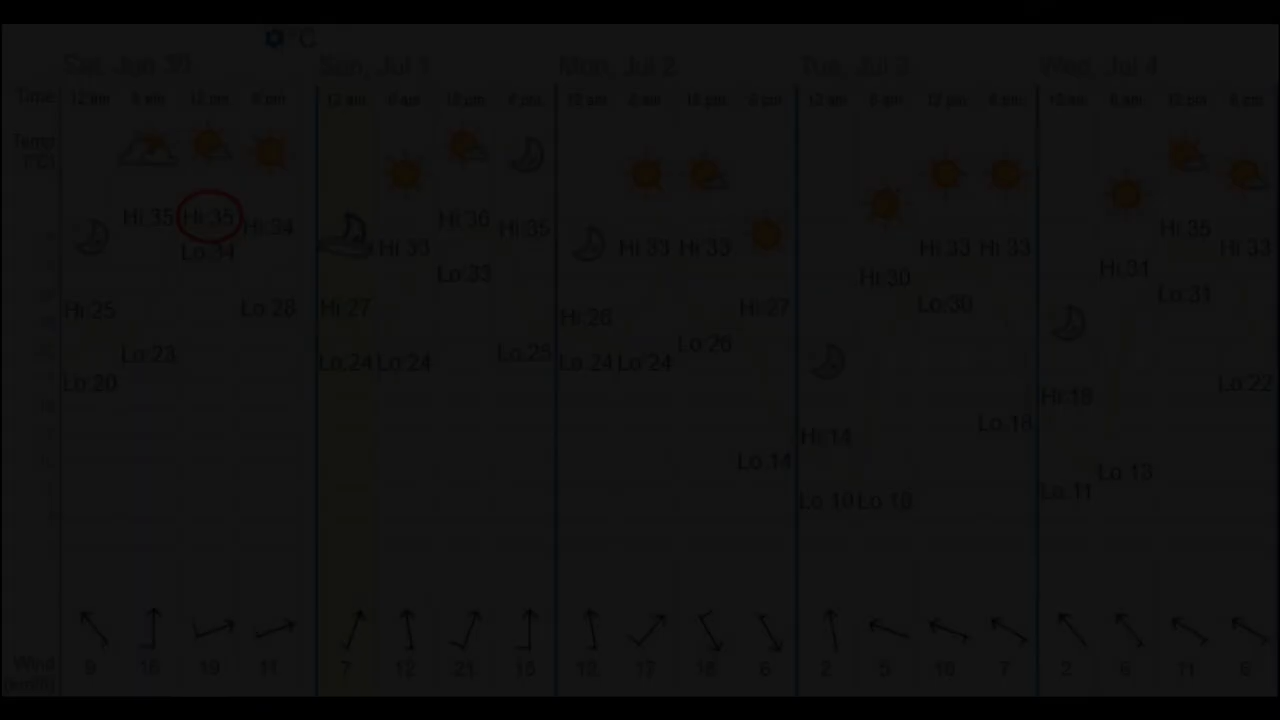 °C
Sat, Jun 30 Sun, Jul 1 Mon, Jul 2 Tue, Jul 3 Wed, Jul 4
Time 12 am 6 am 12 pm 6 pm 12 am 6 am 12 pm 6 pm 12 am 6 am 12 pm 6 pm 12 am 6 am 12 pm 6 pm 12 am 6 am 12 pm 6 pm
Temp
(°C)
Hi:35 Hi:35 Hi:34 Hi:33 Hi:36 Hi:35 Hi:33 Hi:33 Hi:30 Hi:33 Hi:33 Hi:31 Hi:35 Hi:33
Lo:34 Lo:33 Lo:30 Lo:31
Hi:25 Lo:28 Hi:27 Hi:26 Hi:27
Lo:23 Lo:24 Lo:24 Lo:25 Lo:24 Lo:24 Lo:26
Lo:20 Hi:18 Lo:22
Hi:14 Lo:18
Lo:14 Lo:10 Lo:10 Lo:11 Lo:13
Wind 9 19 11 7 12 21 17 6 2 5 7 2 6 11
(km/h)